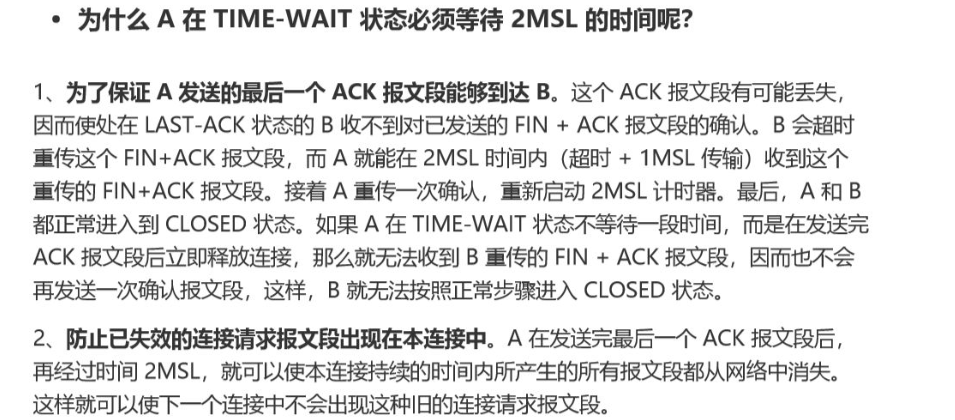 • 为什么 A 在 TIME-WAIT 状态必须等待 2MSL 的时间呢？
1、为了保证 A 发送的最后一个 ACK 报文段能够到达 B。这个 ACK 报文段有可能丢失，
因而使处在 LAST-ACK 状态的 B 收不到对已发送的 FIN + ACK 报文段的确认。B 会超时
重传这个 FIN+ACK 报文段，而 A 就能在 2MSL 时间内（超时 + 1MSL 传输）收到这个
重传的 FIN+ACK 报文段。接着 A 重传一次确认，重新启动 2MSL 计时器。最后，A 和 B
都正常进入到 CLOSED 状态。如果 A 在 TIME-WAIT 状态不等待一段时间，而是在发送完
ACK 报文段后立即释放连接，那么就无法收到 B 重传的 FIN + ACK 报文段，因而也不会
再发送一次确认报文段，这样，B 就无法按照正常步骤进入 CLOSED 状态。
2、防止已失效的连接请求报文段出现在本连接中。A 在发送完最后一个 ACK 报文段后，
再经过时间 2MSL，就可以使本连接持续的时间内所产生的所有报文段都从网络中消失。
这样就可以使下一个连接中不会出现这种旧的连接请求报文段。